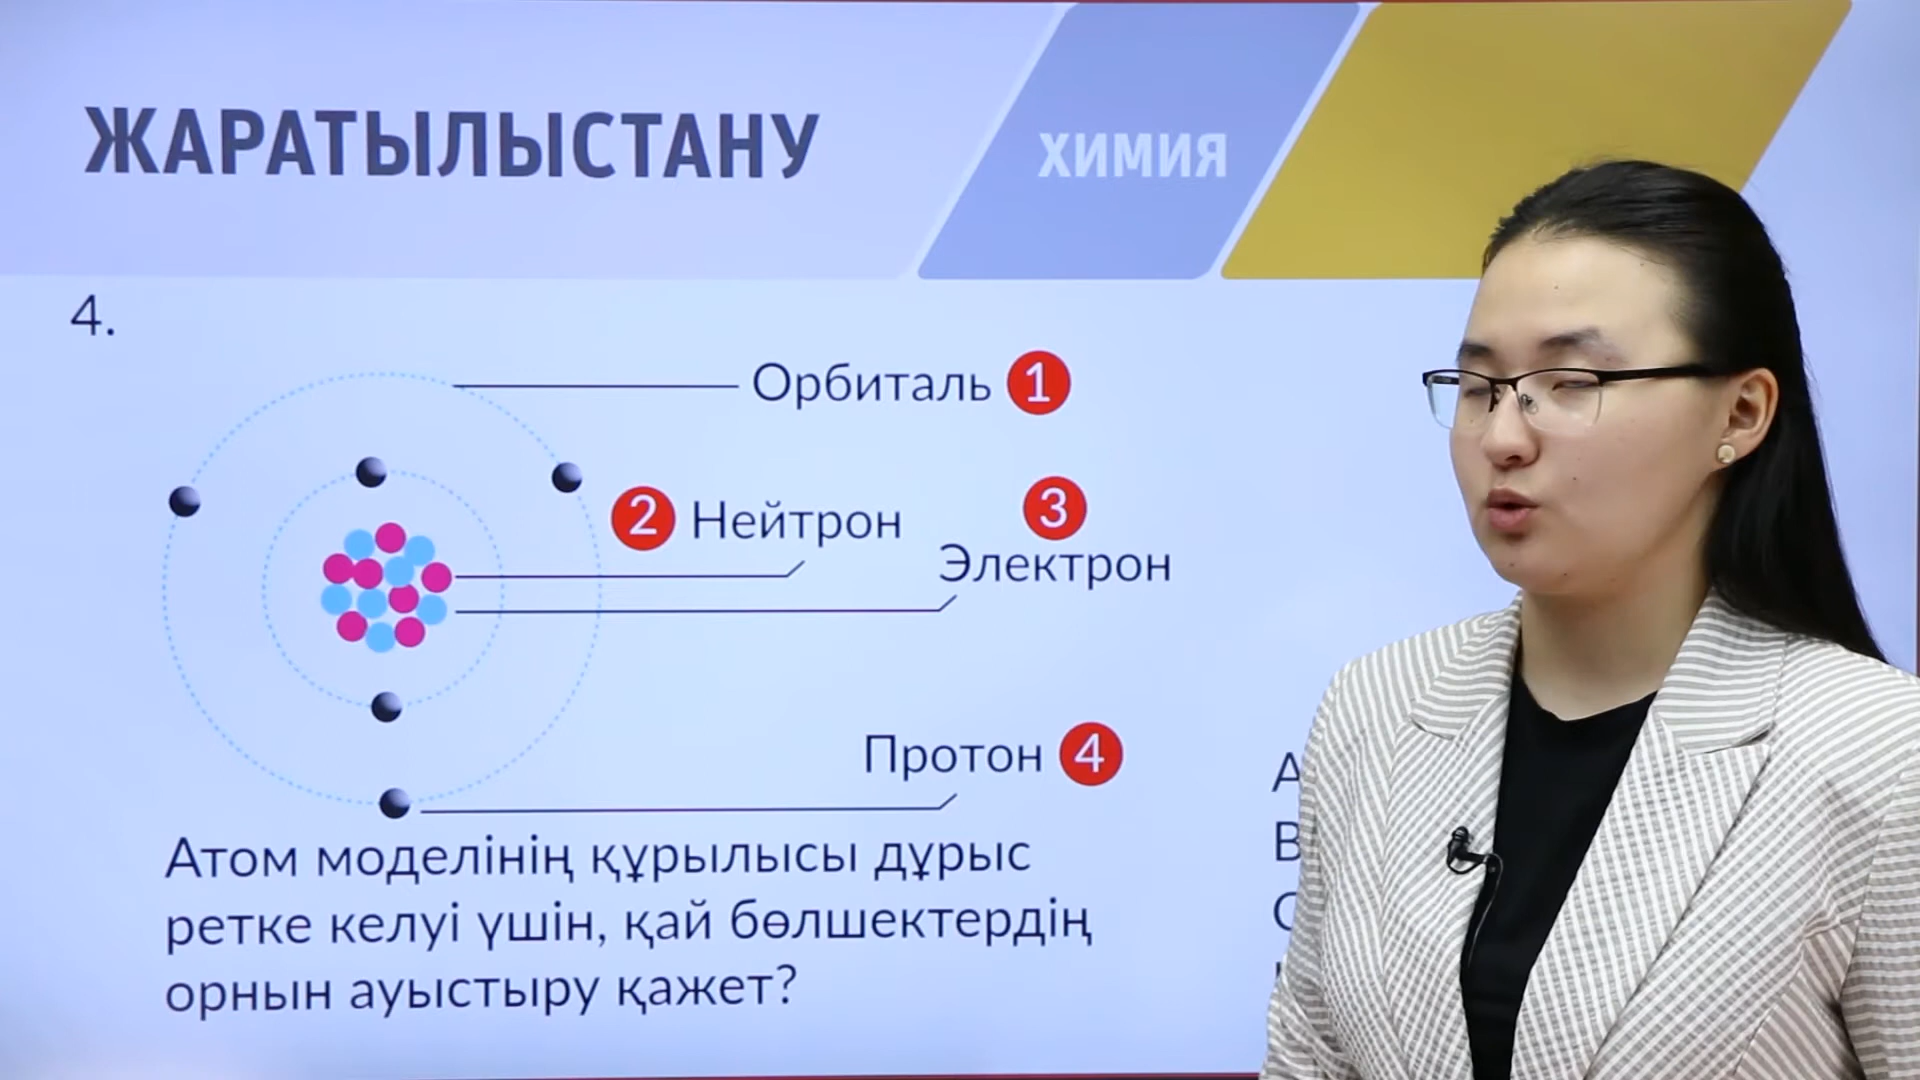 ЖАРАТЫЛЫСТАНУ
ХИМИЯ
4.
Орбиталь 1
2 Нейтрон
3
Электрон
Протон 4
Атом моделінің құрылысы дұрыс
ретке келуі үшін, қай бөлшектердің
орнын ауыстыру қажет?
A
B
C